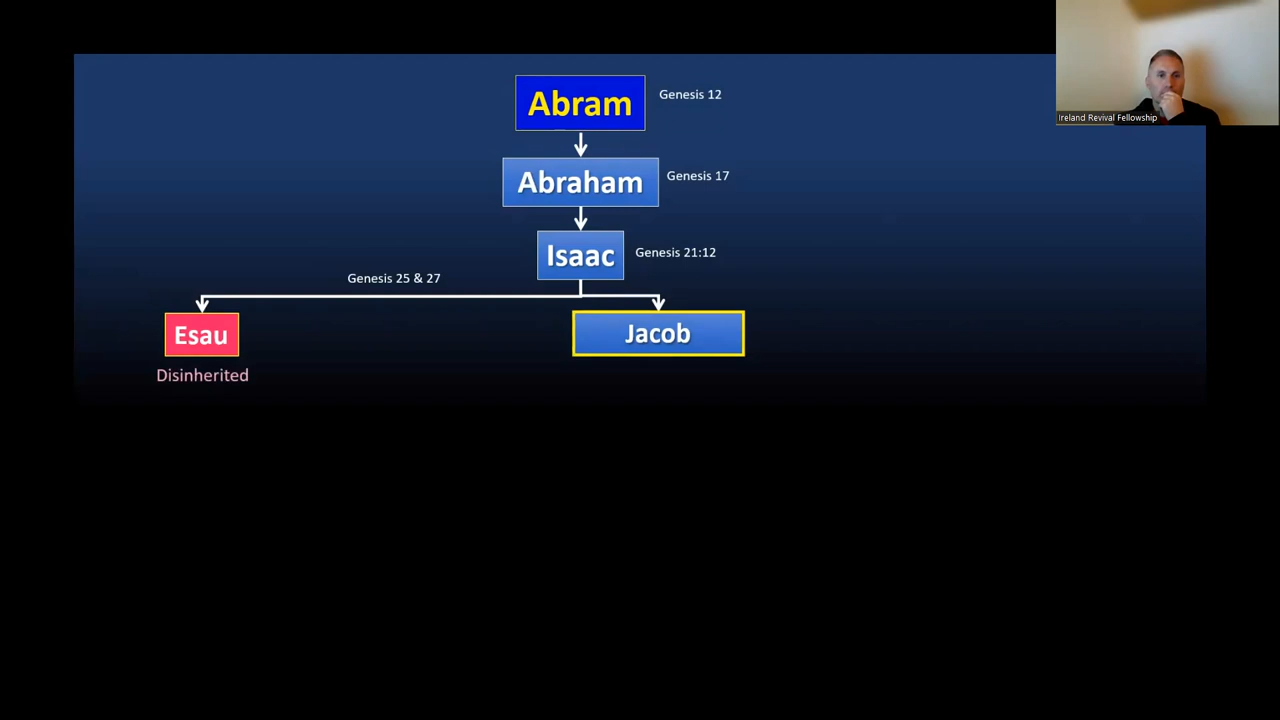 Abram
Genesis 12
Ireland Revival Fellowship
Abraham
Genesis 17
Isaac
Genesis 21:12
Genesis 25 & 27
Esau
Jacob
Disinherited